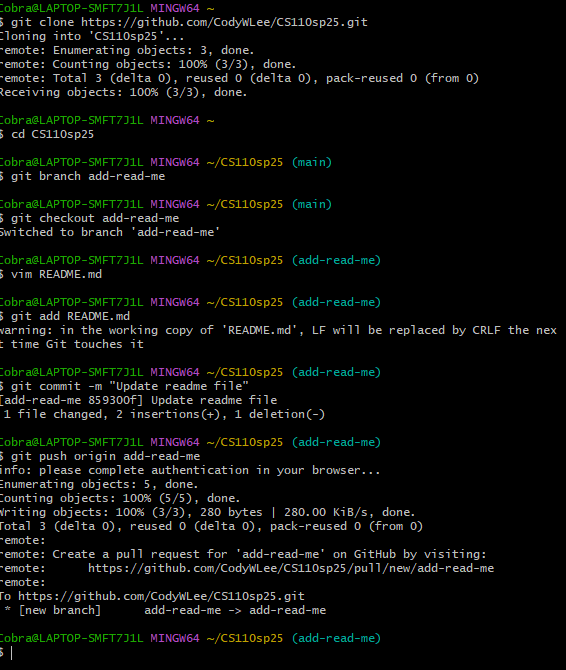 Cobra@LAPTOP-SMFT7J1L MINGW64 ~
$ git clone https://github.com/CodyWLee/CS110sp25.git
Cloning into 'CS110sp25'...
remote: Enumerating objects: 3, done.
remote: Counting objects: 100% (3/3), done.
remote: Total 3 (delta 0), reused 0 (delta 0), pack-reused 0 (from 0)
Receiving objects: 100% (3/3), done.
Cobra@LAPTOP-SMFT7J1L MINGW64 ~
$ cd CS110sp25
Cobra@LAPTOP-SMFT7J1L MINGW64 ~/CS110sp25 (main)
$ git branch add-read-me
Cobra@LAPTOP-SMFT7J1L MINGW64 ~/CS110sp25 (main)
$ git checkout add-read-me
Switched to branch 'add-read-me'
Cobra@LAPTOP-SMFT7J1L MINGW64 ~/CS110sp25 (add-read-me)
$ vim README.md
Cobra@LAPTOP-SMFT7J1L MINGW64 ~/CS110sp25 (add-read-me)
$ git add README.md
warning: in the working copy of 'README.md', LF will be replaced by CRLF the nex
t time Git touches it
Cobra@LAPTOP-SMFT7J1L MINGW64 ~/CS110sp25 (add-read-me)
$ git commit -m "Update readme file"
[add-read-me 859300f] Update readme file
1 file changed, 2 insertions(+), 1 deletion(-)
Cobra@LAPTOP-SMFT7J1L MINGW64 ~/CS110sp25 (add-read-me)
$ git push origin add-read-me
info: please complete authentication in your browser...
Enumerating objects: 5, done.
Counting objects: 100% (5/5), done.
Writing objects: 100% (3/3), 280 bytes | 280.00 KiB/s, done.
Total 3 (delta 0), reused 0 (delta 0), pack-reused 0 (from 0)
remote:
remote: Create a pull request for 'add-read-me' on GitHub by visiting:
remote:      https://github.com/CodyWLee/CS110sp25/pull/new/add-read-me
remote:
To https://github.com/CodyWLee/CS110sp25.git
* [new branch]      add-read-me -> add-read-me
Cobra@LAPTOP-SMFT7J1L MINGW64 ~/CS110sp25 (add-read-me)
$